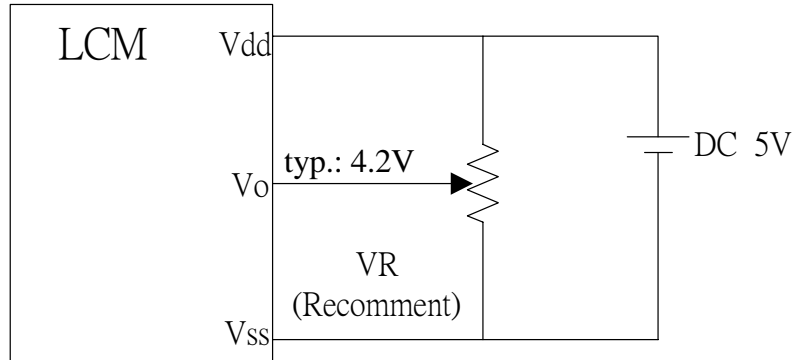 LCM
Vdd
typ.: 4.2V
DC 5V
Vo
VR
(Recomment)
Vss